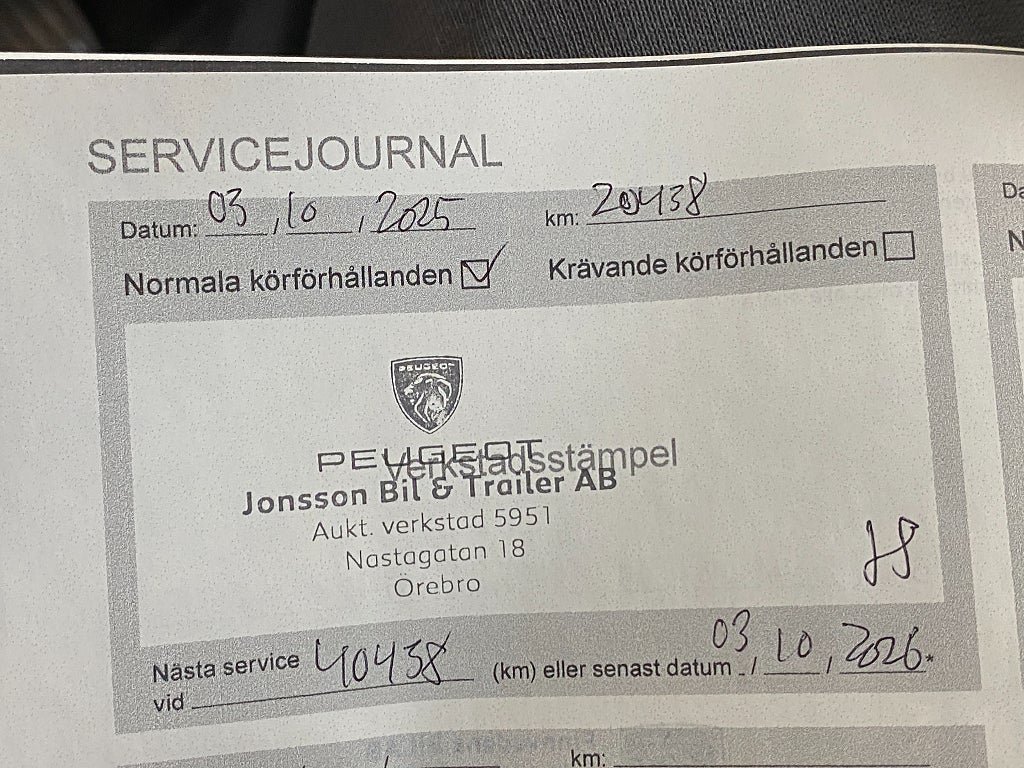 SERVICEJOURNAL
Datum: 03, 10, 2025 km: 20438
Normala körförhållanden Krävande körförhållanden
PEUGEOT
PEUGEOT
Verkstadsstämpel
Jonsson Bil & Trailer AB
Aukt. verkstad 5951
Nastagatan 18
Örebro
Nästa service vid 40438 (km) eller senast datum 03, 10, 2026*
km: